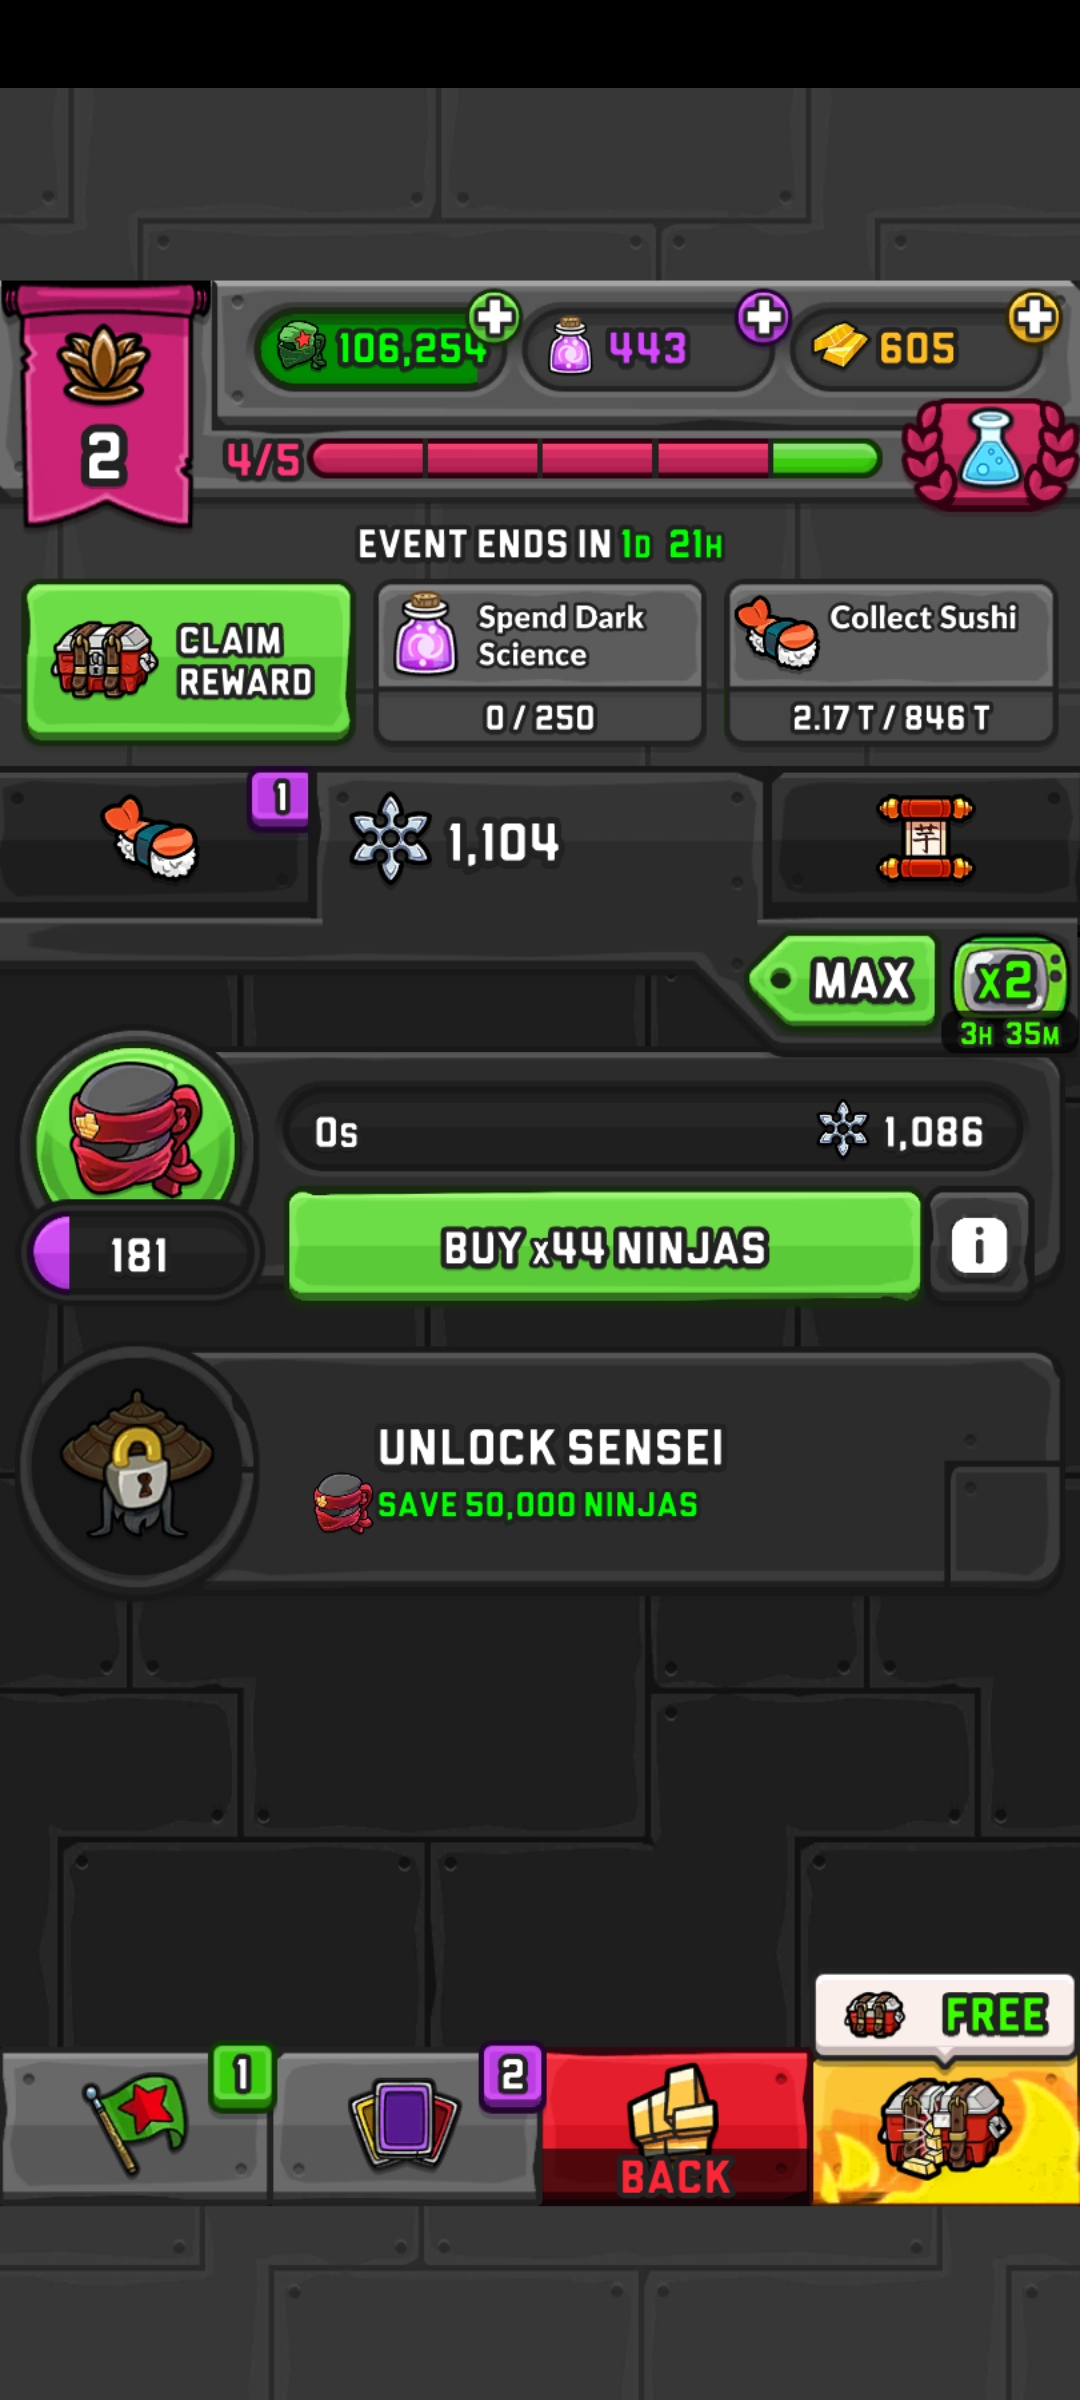 106,254
443
605
2
4/5
EVENT ENDS IN 1D 21H
CLAIM
REWARD
Spend Dark
Science
0 / 250
Collect Sushi
2.17 T / 846 T
1
1,104
芋
MAX
x2
3H 35M
0s
1,086
181
BUY x44 NINJAS
i
UNLOCK SENSEI
SAVE 50,000 NINJAS
FREE
1
2
BACK